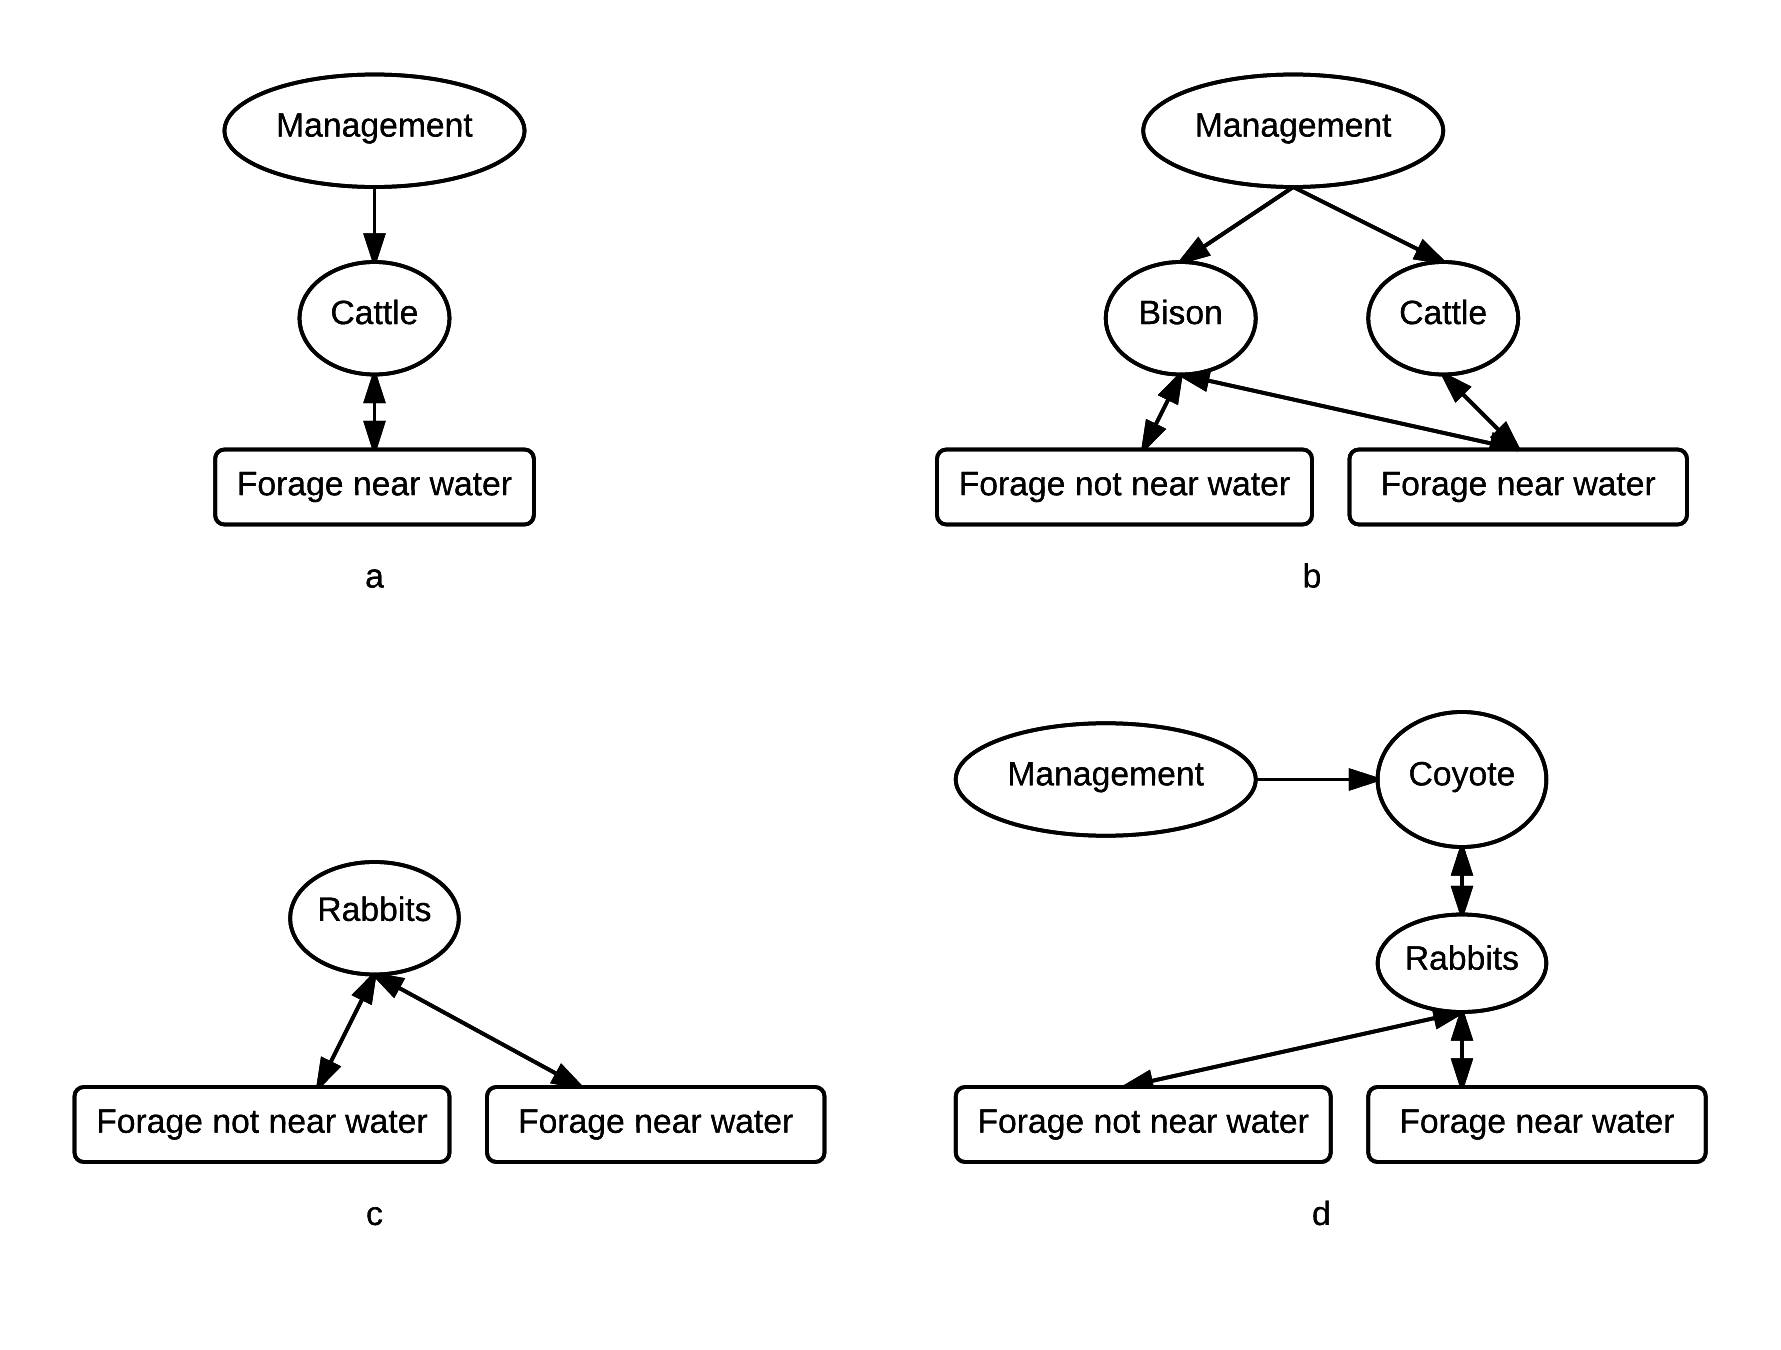 Management
Cattle
Forage near water
a
Management
Bison
Cattle
Forage not near water
Forage near water
b
Rabbits
Forage not near water
Forage near water
c
Management
Coyote
Rabbits
Forage not near water
Forage near water
d